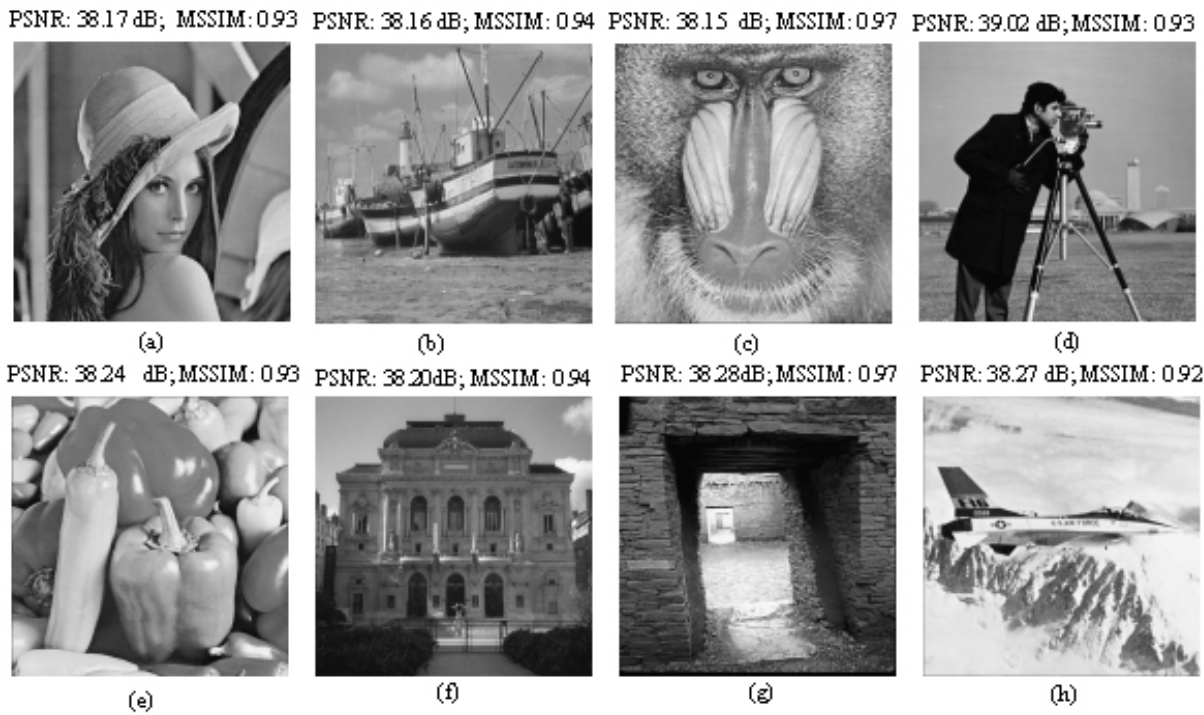 PSNR: 38.17 dB; MSSIM: 0.93
PSNR: 38.16 dB; MSSIM: 0.94
PSNR: 38.15 dB; MSSIM: 0.97
PSNR: 39.02 dB; MSSIM: 0.93
(a)
(b)
(c)
(d)
PSNR: 38.24 dB; MSSIM: 0.93
PSNR: 38.20dB; MSSIM: 0.94
PSNR: 38.28dB; MSSIM: 0.97
PSNR: 38.27 dB; MSSIM: 0.92
U.S. AIR FORCE
(e)
(f)
(g)
(h)